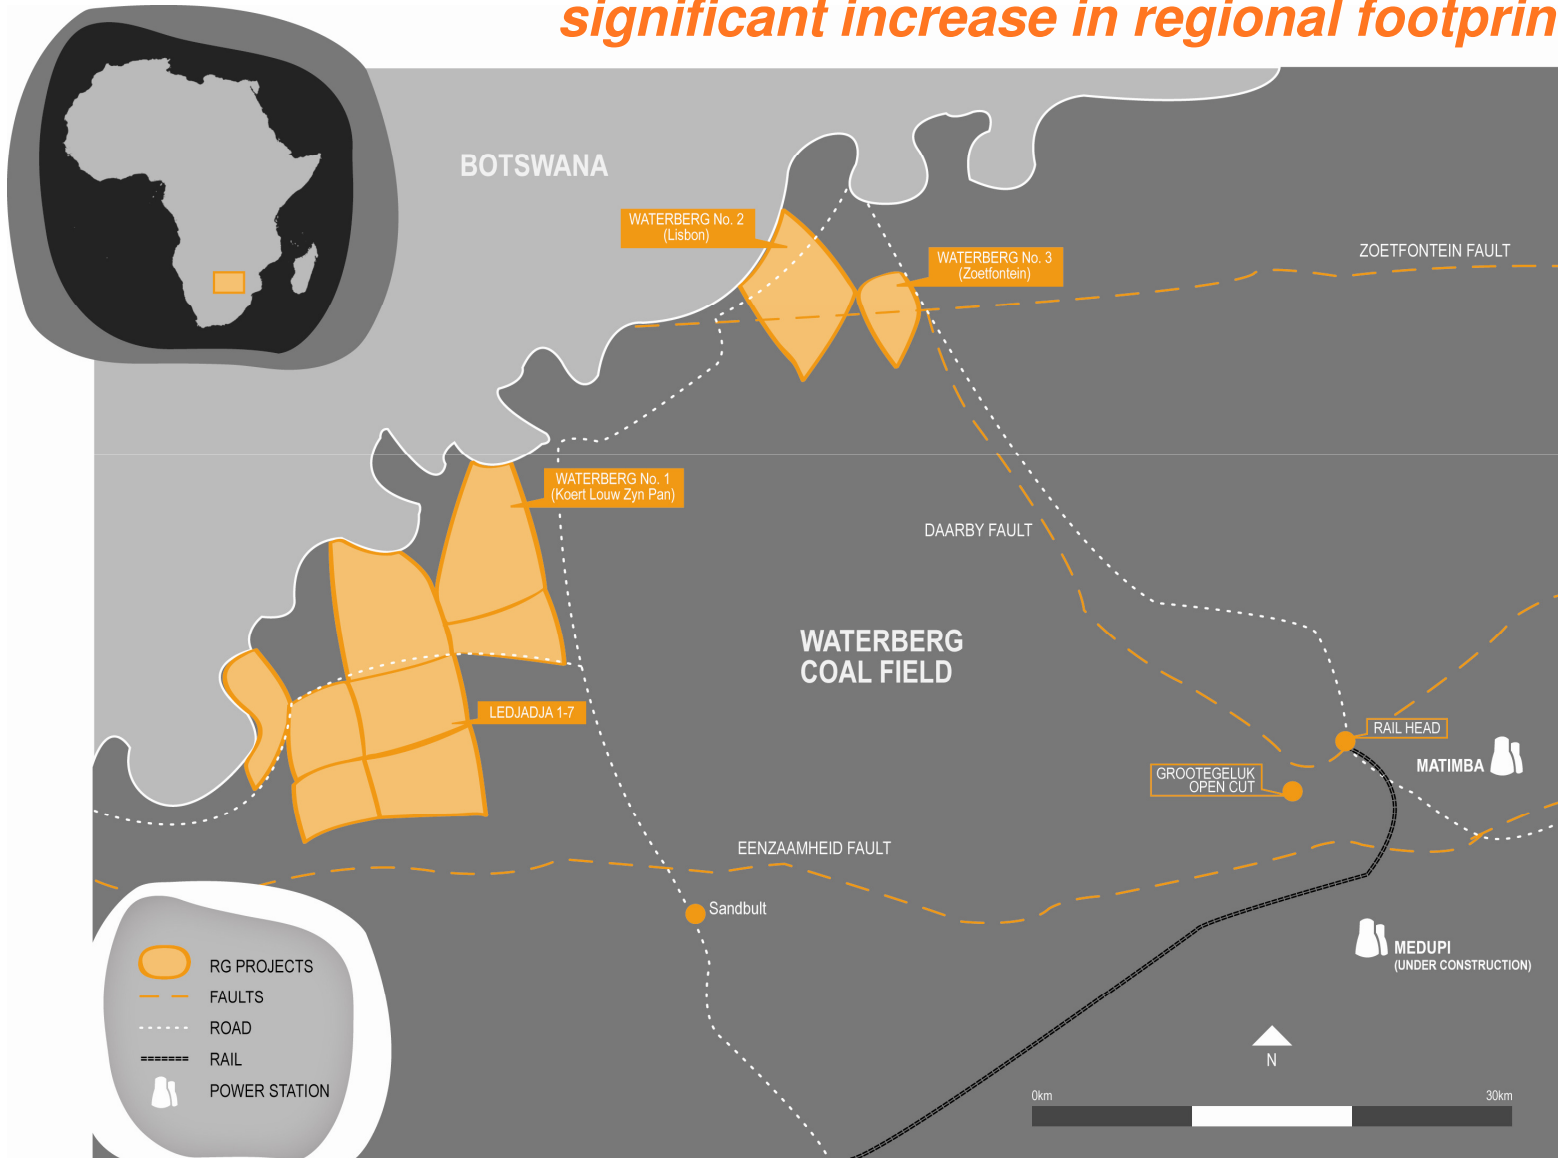 significant increase in regional footprin
BOTSWANA
WATERBERG No. 2
(Lisbon)
WATERBERG No. 3
(Zoetfontein)
ZOETFONTEIN FAULT
WATERBERG No. 1
(Koert Louw Zyn Pan)
DAARBY FAULT
WATERBERG
COAL FIELD
LEDJADJA 1-7
RAIL HEAD
MATIMBA
GROOTEGELUK
OPEN CUT
EENZAAMHEID FAULT
Sandbult
MEDUPI
(UNDER CONSTRUCTION)
RG PROJECTS
FAULTS
ROAD
RAIL
POWER STATION
N
0km
30km